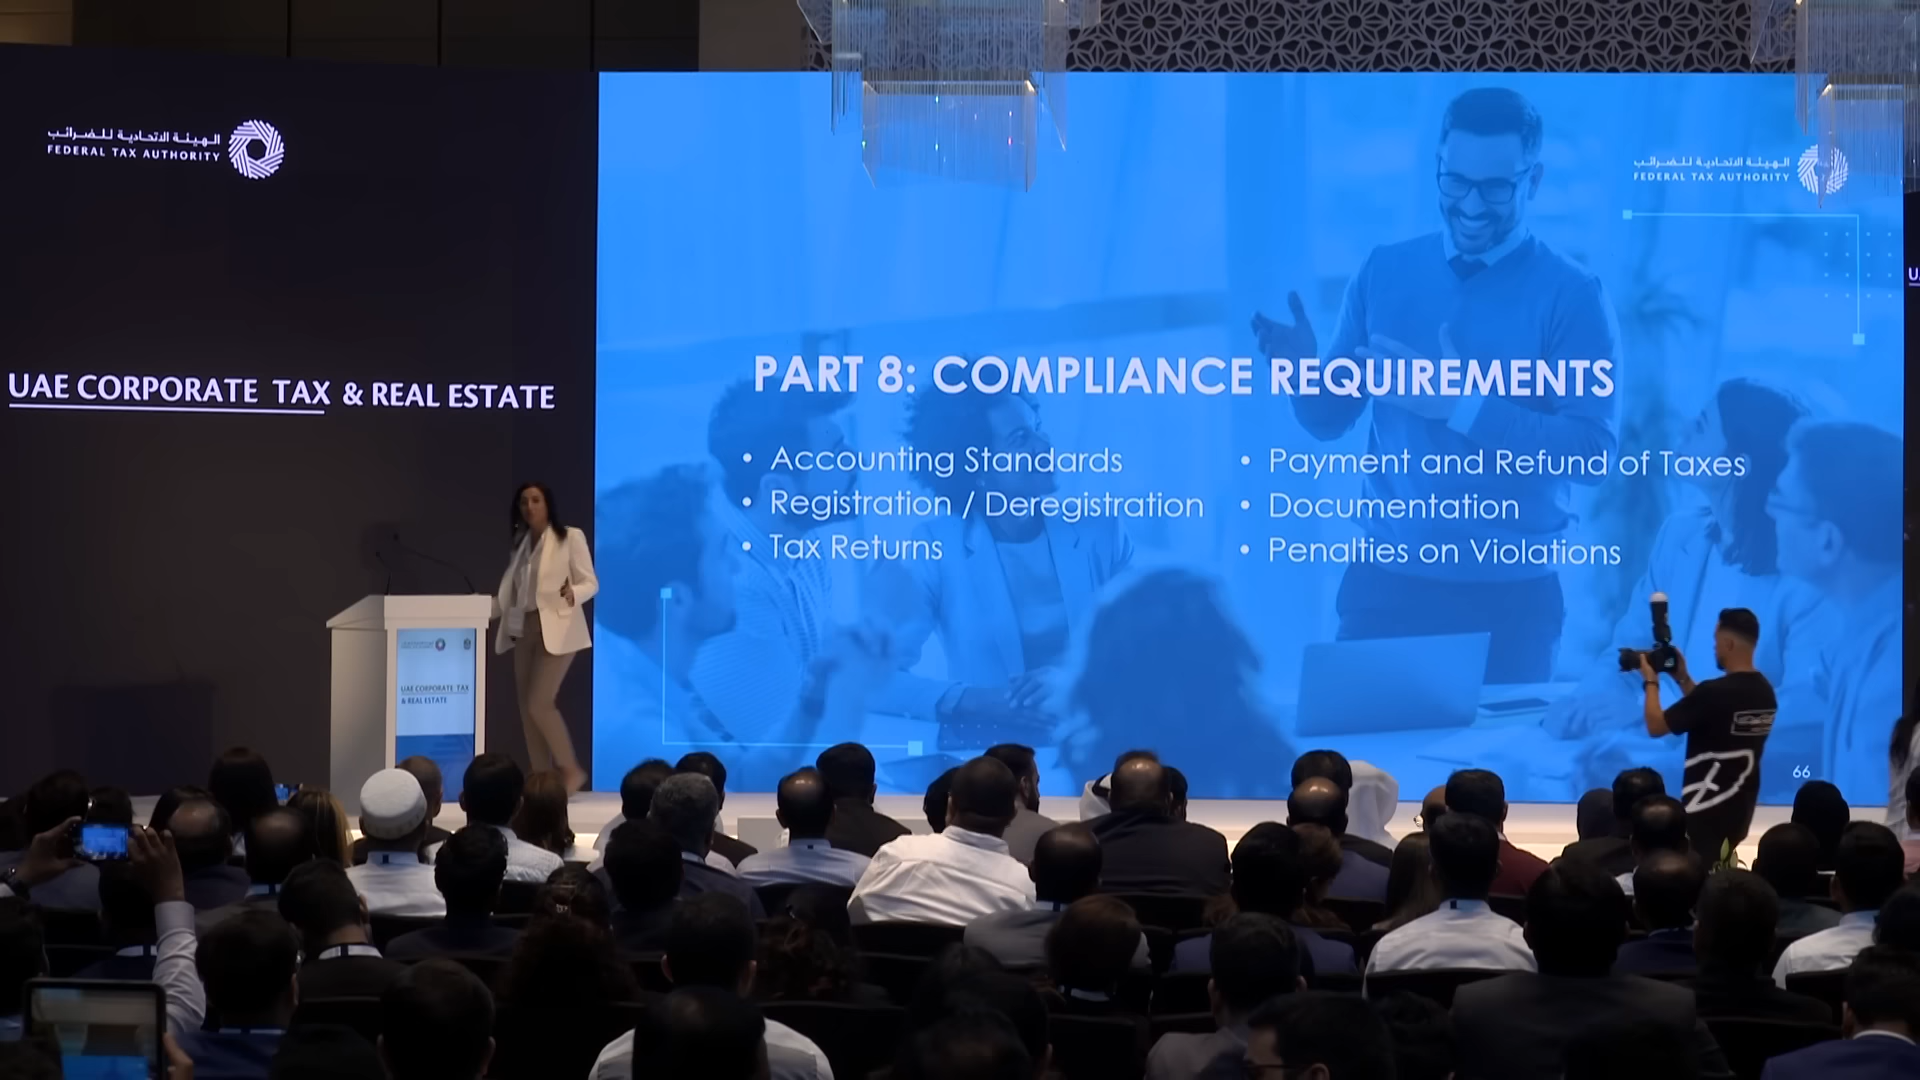 الهيئة الاتحادية للضرائب
FEDERAL TAX AUTHORITY
UAE CORPORATE TAX & REAL ESTATE
الهيئة الاتحادية للضرائب
FEDERAL TAX AUTHORITY
PART 8: COMPLIANCE REQUIREMENTS
• Accounting Standards
• Registration / Deregistration
• Tax Returns
• Payment and Refund of Taxes
• Documentation
• Penalties on Violations
66
UAE CORPORATE TAX
& REAL ESTATE